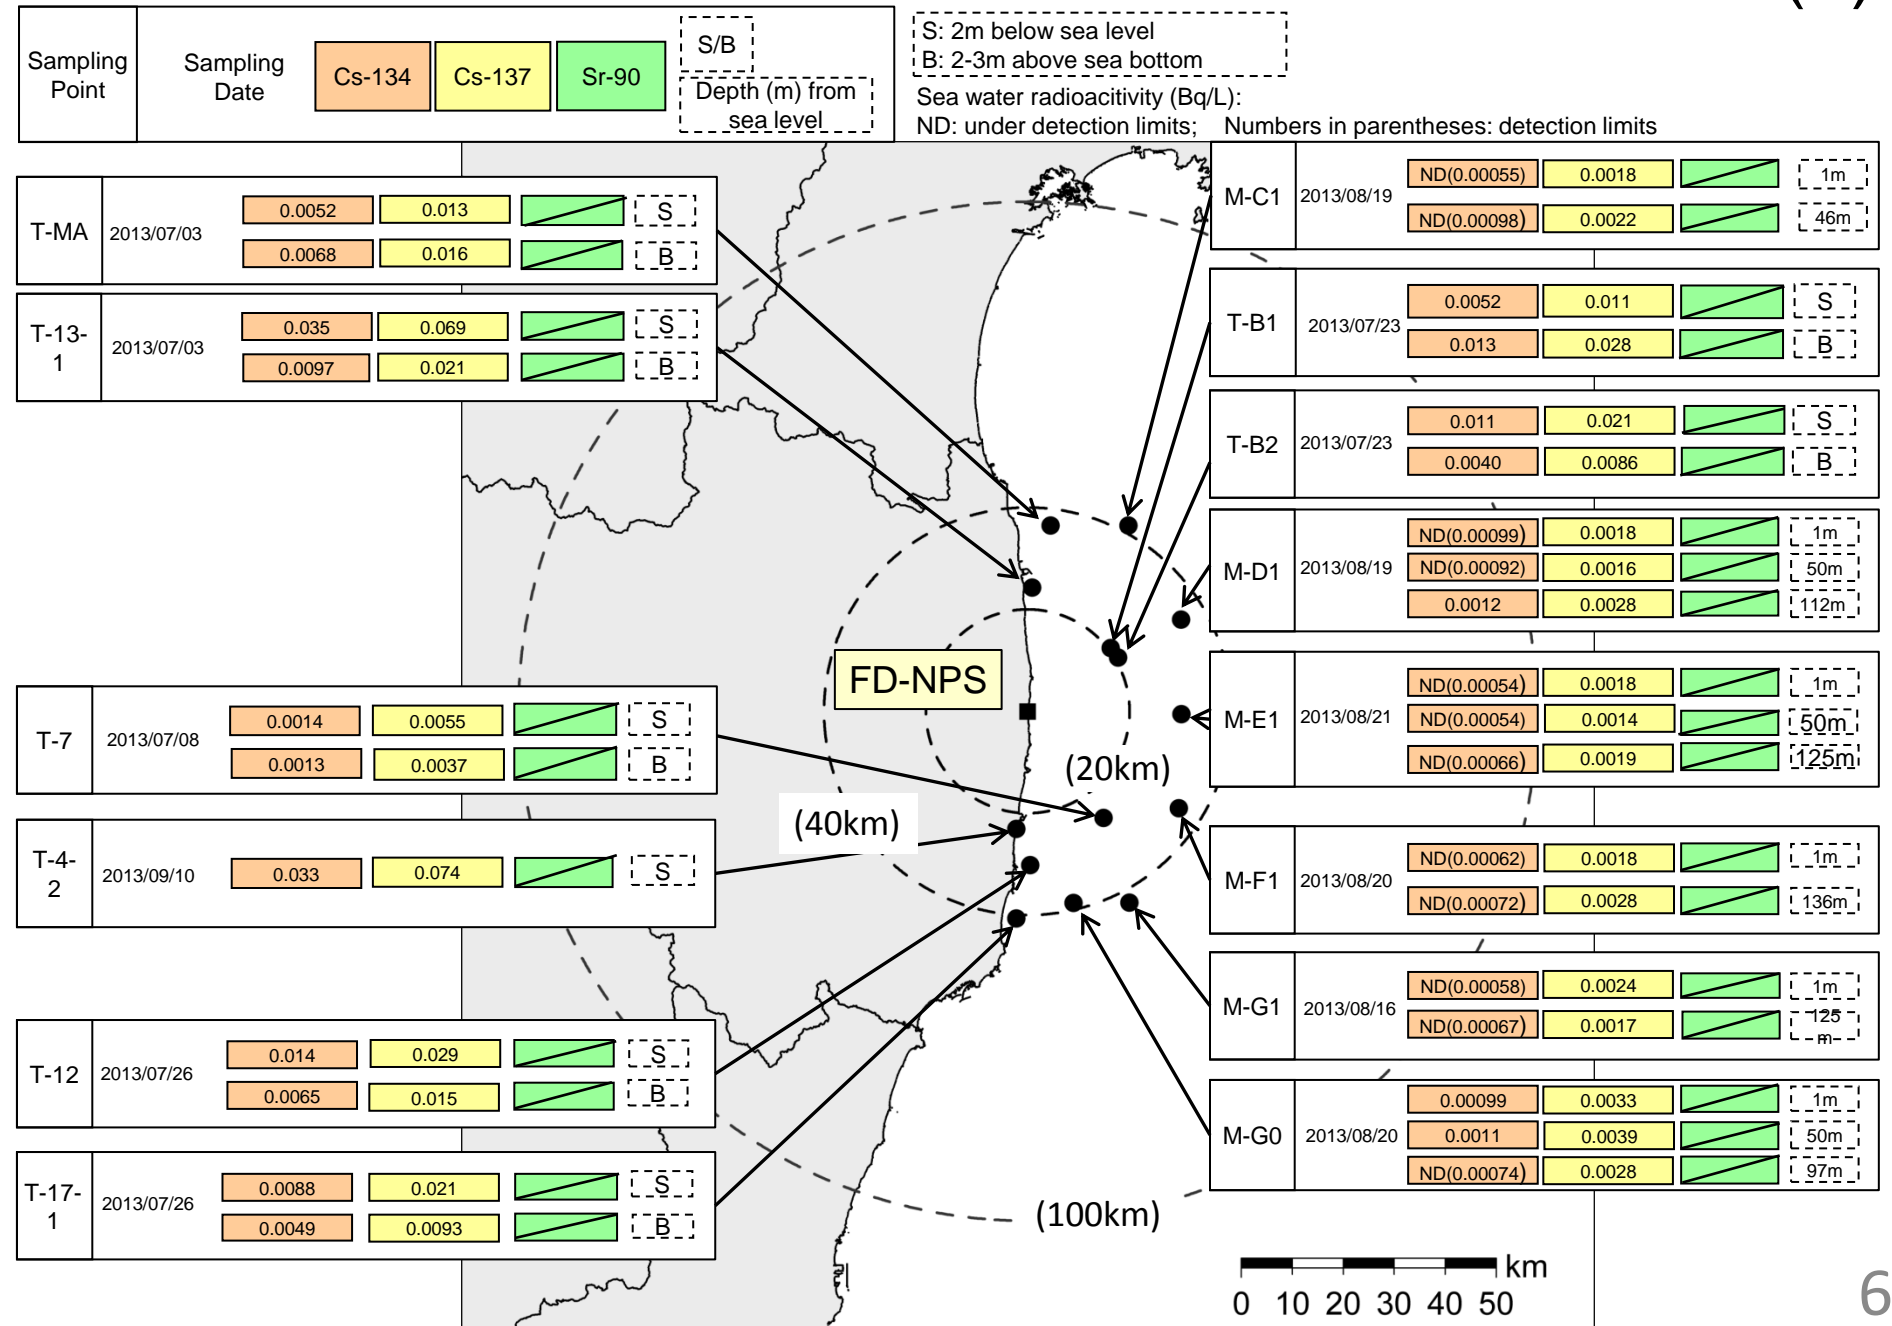 Sampling
Point
Sampling
Date
Cs-134
Cs-137
Sr-90
S/B
Depth (m) from
sea level
S: 2m below sea level
B: 2-3m above sea bottom
Sea water radioacitivity (Bq/L):
ND: under detection limits; Numbers in parentheses: detection limits
T-MA
2013/07/03
0.0052 0.013 S
0.0068 0.016 B
T-13-
1
2013/07/03
0.035 0.069 S
0.0097 0.021 B
T-7
2013/07/08
0.0014 0.0055 S
0.0013 0.0037 B
T-4-
2
2013/09/10
0.033 0.074 S
T-12
2013/07/26
0.014 0.029 S
0.0065 0.015 B
T-17-
1
2013/07/26
0.0088 0.021 S
0.0049 0.0093 B
FD-NPS
(20km)
(40km)
(100km)
M-C1
2013/08/19
ND(0.00055) 0.0018 1m
ND(0.00098) 0.0022 46m
T-B1
2013/07/23
0.0052 0.011 S
0.013 0.028 B
T-B2
2013/07/23
0.011 0.021 S
0.0040 0.0086 B
M-D1
2013/08/19
ND(0.00099) 0.0018 1m
ND(0.00092) 0.0016 50m
0.0012 0.0028 112m
M-E1
2013/08/21
ND(0.00054) 0.0018 1m
ND(0.00054) 0.0014 50m
ND(0.00066) 0.0019 125m
M-F1
2013/08/20
ND(0.00062) 0.0018 1m
ND(0.00072) 0.0028 136m
M-G1
2013/08/16
ND(0.00058) 0.0024 1m
ND(0.00067) 0.0017 125
m
M-G0
2013/08/20
0.00099 0.0033 1m
0.0011 0.0039 50m
ND(0.00074) 0.0028 97m
km
0 10 20 30 40 50
6